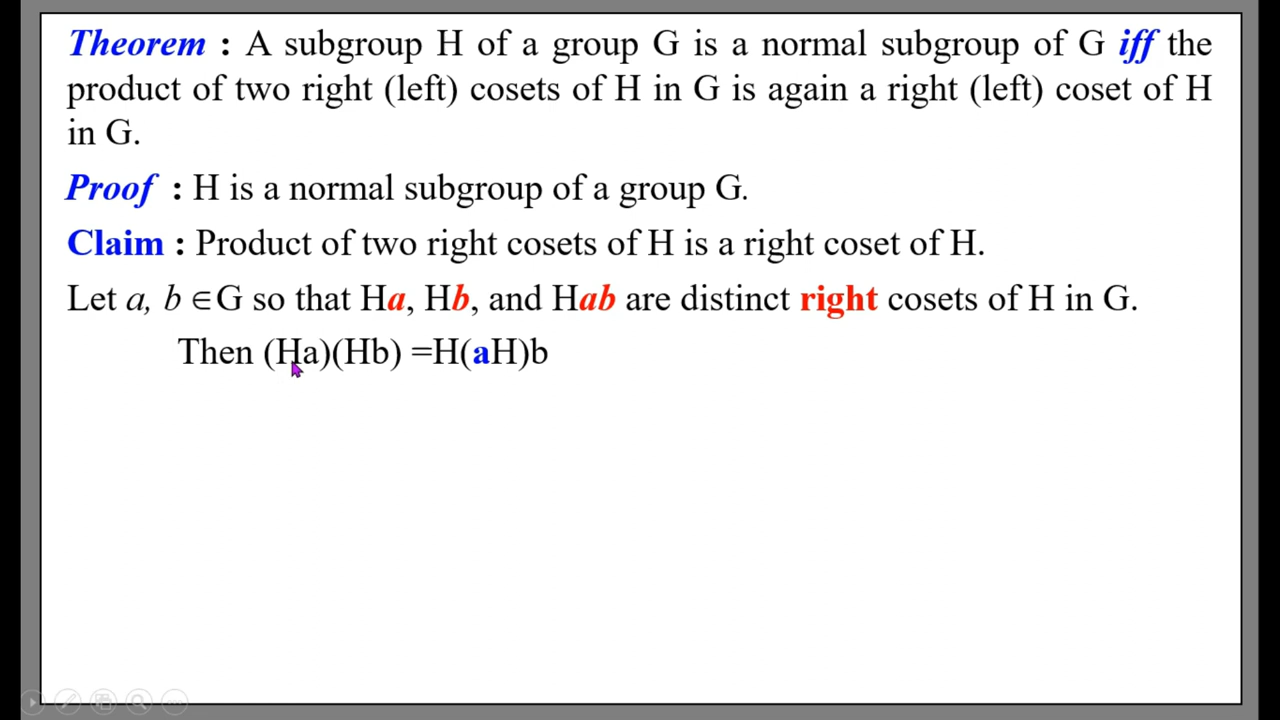 Theorem : A subgroup H of a group G is a normal subgroup of G iff the
product of two right (left) cosets of H in G is again a right (left) coset of H
in G.
Proof : H is a normal subgroup of a group G.
Claim : Product of two right cosets of H is a right coset of H.
Let a, b ∈G so that Ha, Hb, and Hab are distinct right cosets of H in G.
Then (Ha)(Hb) =H(aH)b